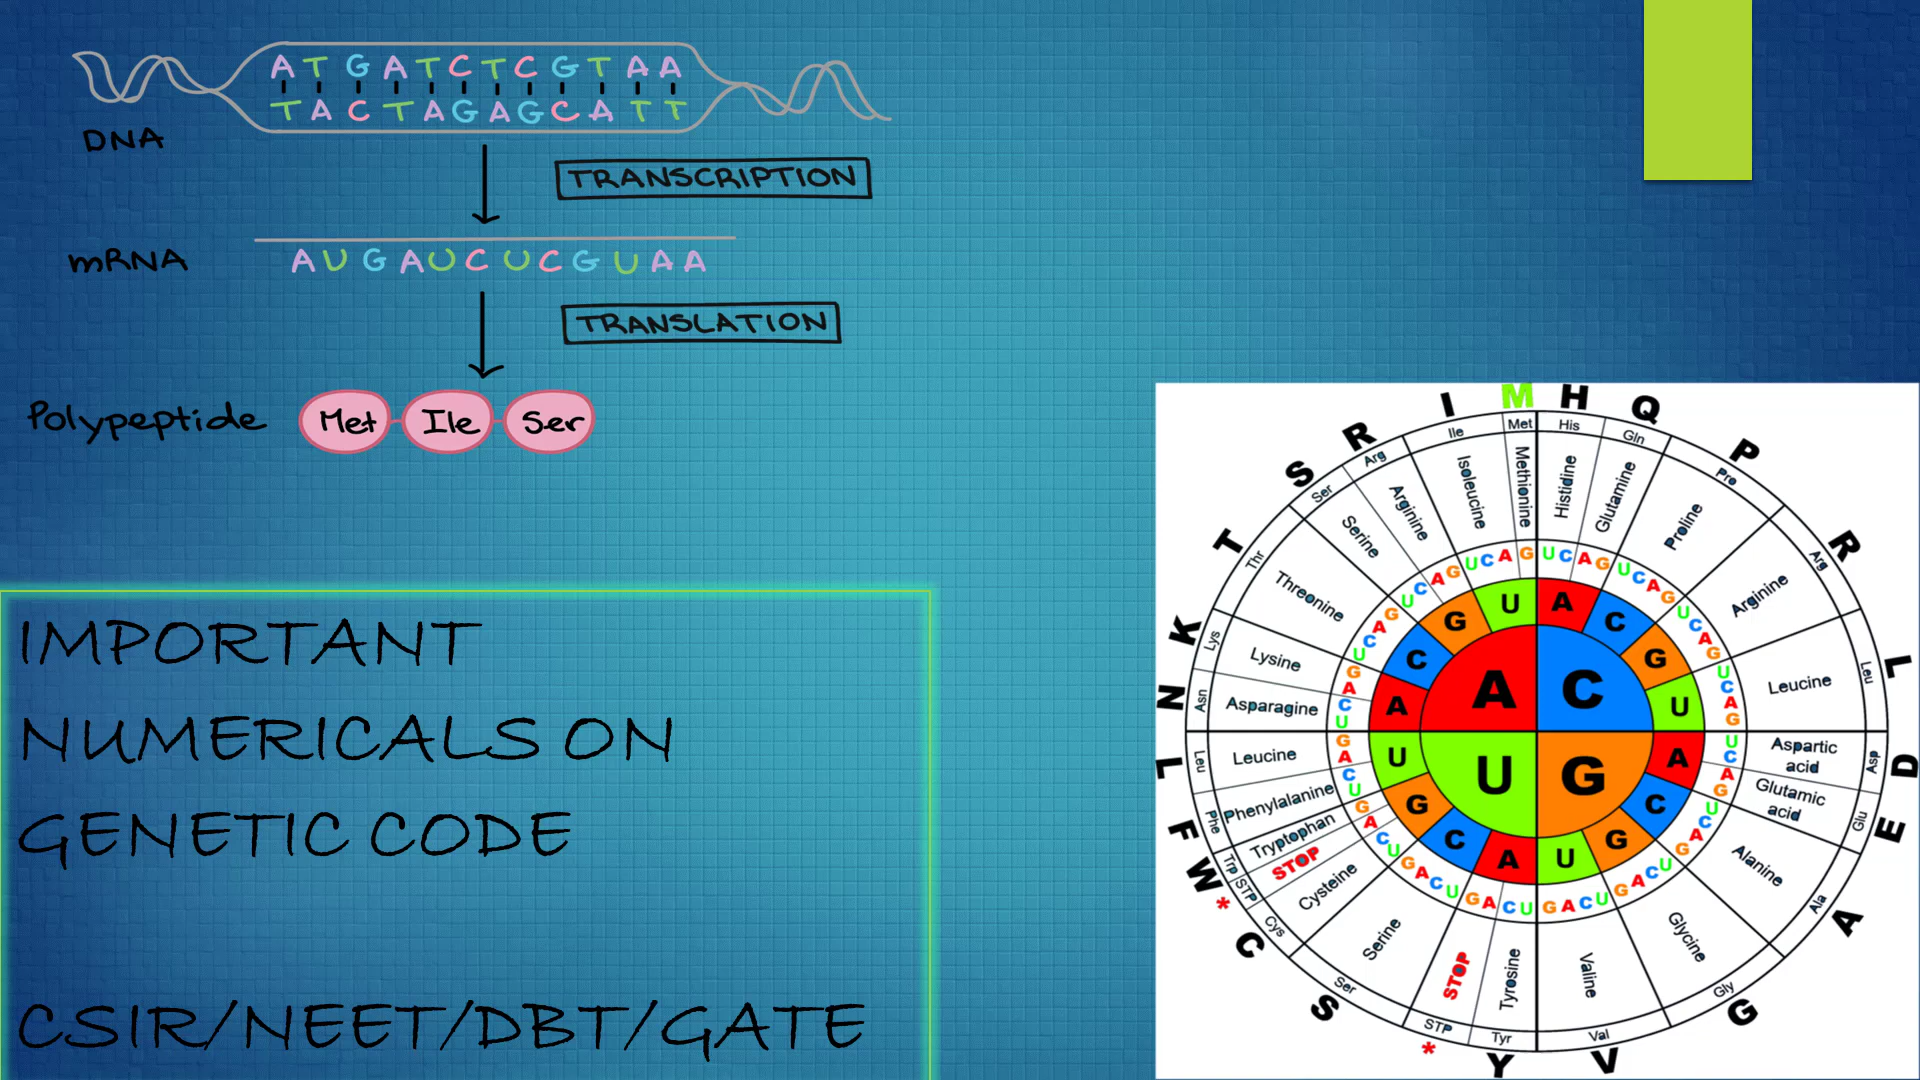 A T G A T C T C G T A A
T A C T A G A G C A T T
DNA
TRANSCRIPTION
mRNA
A U G A U C U C G U A A
TRANSLATION
Polypeptide Met Ile Ser
IMPORTANT
NUMERICALS ON
GENETIC CODE
CSIR/NEET/DBT/GATE
M H Q P R L D E A G V Y * S C * W F L N K T S R I
Met His Gln Pro Arg Leu Asp Glu Ala Gly Val Tyr STP Ser Cys STP Trp Phe Leu Asn Lys Thr Ser Arg Ile
Methionine
Histidine
Glutamine
Proline
Arginine
Leucine
Aspartic
acid
Glutamic
acid
Alanine
Glycine
Valine
Tyrosine
STOP
Serine
Cysteine
STOP
Tryptophan
Phenylalanine
Leucine
Asparagine
Lysine
Threonine
Serine
Arginine
Isoleucine
U C A G U C A G U C A G U C A G
U C A G U C A G U C A G U C A G
U C A G U C A G U C A G U C A G
U C A G U C A G U C A G U C A G
A C G U A C G U A C G U A C G U
A C
U G